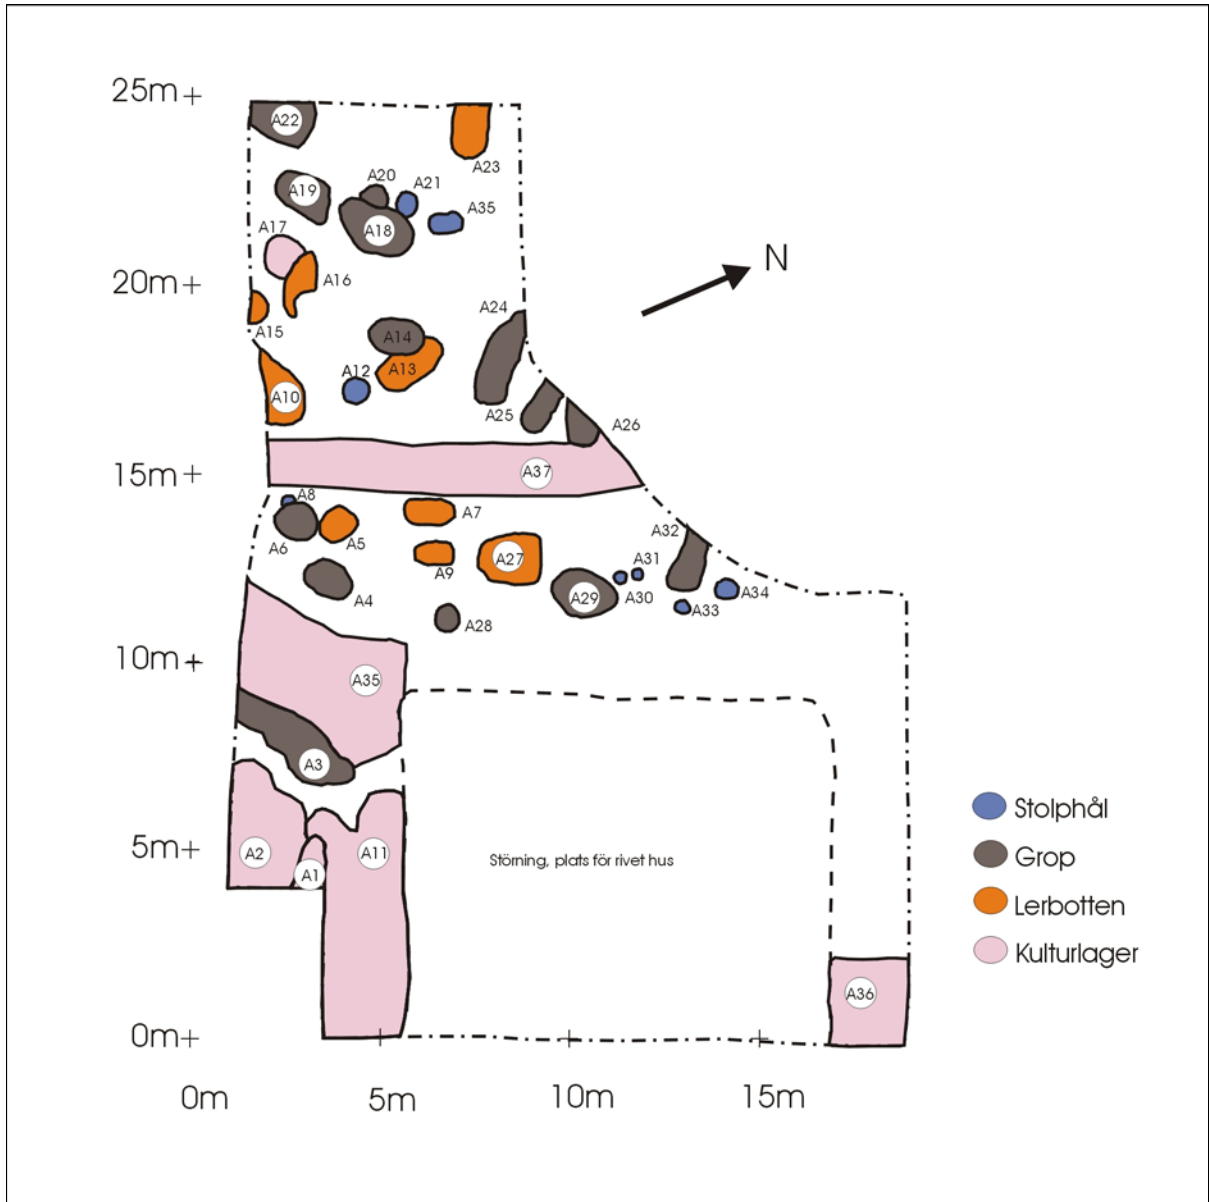 25m
A22
A23
A20
A21
A19
A35
A17
A18
N
20m
A16
A24
A15
A14
A12
A13
A10
A25
A26
15m
A37
A8
A7
A32
A6
A5
A9
A27
A31
A4
A29
A30
A34
A33
A28
10m
A35
A3
Stolphål
5m
A2
A11
Störning, plats för rivet hus
Grop
A1
Lerbotten
Kulturlager
A36
0m
0m
5m
10m
15m